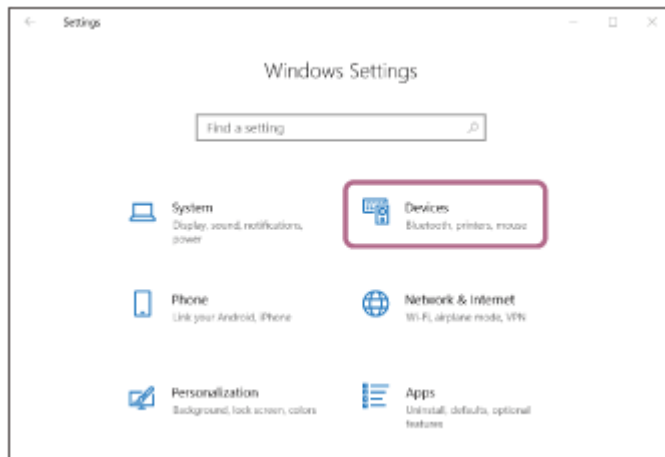 Settings
Windows Settings
Find a setting
System
Display, sound, notifications,
power
Devices
Bluetooth, printers, mouse
Phone
Link your Android, iPhone
Network & Internet
Wi-Fi, airplane mode, VPN
Personalization
Background, lock screen, colors
Apps
Uninstall, defaults, optional
features